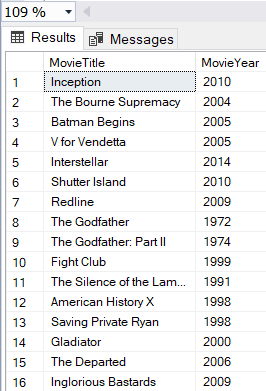 109 %
Results Messages
MovieTitle MovieYear
1 Inception 2010
2 The Bourne Supremacy 2004
3 Batman Begins 2005
4 V for Vendetta 2005
5 Interstellar 2014
6 Shutter Island 2010
7 Redline 2009
8 The Godfather 1972
9 The Godfather: Part II 1974
10 Fight Club 1999
11 The Silence of the Lam... 1991
12 American History X 1998
13 Saving Private Ryan 1998
14 Gladiator 2000
15 The Departed 2006
16 Inglorious Bastards 2009